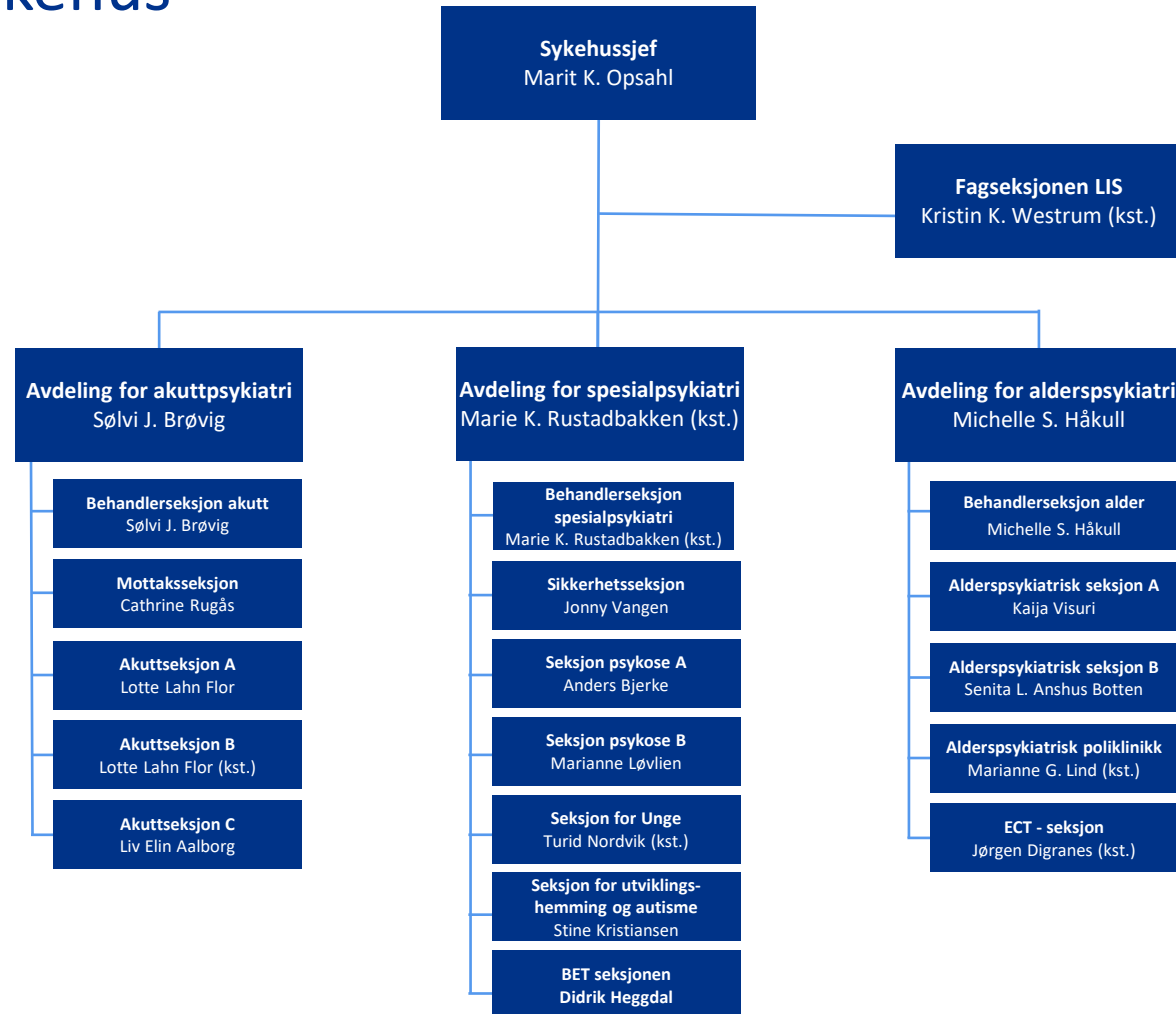 Sykehussjef
Marit K. Opsahl
Fagseksjonen LIS
Kristin K. Westrum (kst.)
Avdeling for akuttpsykiatri
Sølvi J. Brøvig
Behandlerseksjon akutt
Sølvi J. Brøvig
Mottaksseksjon
Cathrine Rugås
Akuttseksjon A
Lotte Lahn Flor
Akuttseksjon B
Lotte Lahn Flor (kst.)
Akuttseksjon C
Liv Elin Aalborg
Avdeling for spesialpsykiatri
Marie K. Rustadbakken (kst.)
Behandlerseksjon
spesialpsykiatri
Marie K. Rustadbakken (kst.)
Sikkerhetsseksjon
Jonny Vangen
Seksjon psykose A
Anders Bjerke
Seksjon psykose B
Marianne Løvlien
Seksjon for Unge
Turid Nordvik (kst.)
Seksjon for utviklings-
hemming og autisme
Stine Kristiansen
BET seksjonen
Didrik Heggdal
Avdeling for alderspsykiatri
Michelle S. Håkull
Behandlerseksjon alder
Michelle S. Håkull
Alderspsykiatrisk seksjon A
Kaija Visuri
Alderspsykiatrisk seksjon B
Senita L. Anshus Botten
Alderspsykiatrisk poliklinikk
Marianne G. Lind (kst.)
ECT - seksjon
Jørgen Digranes (kst.)